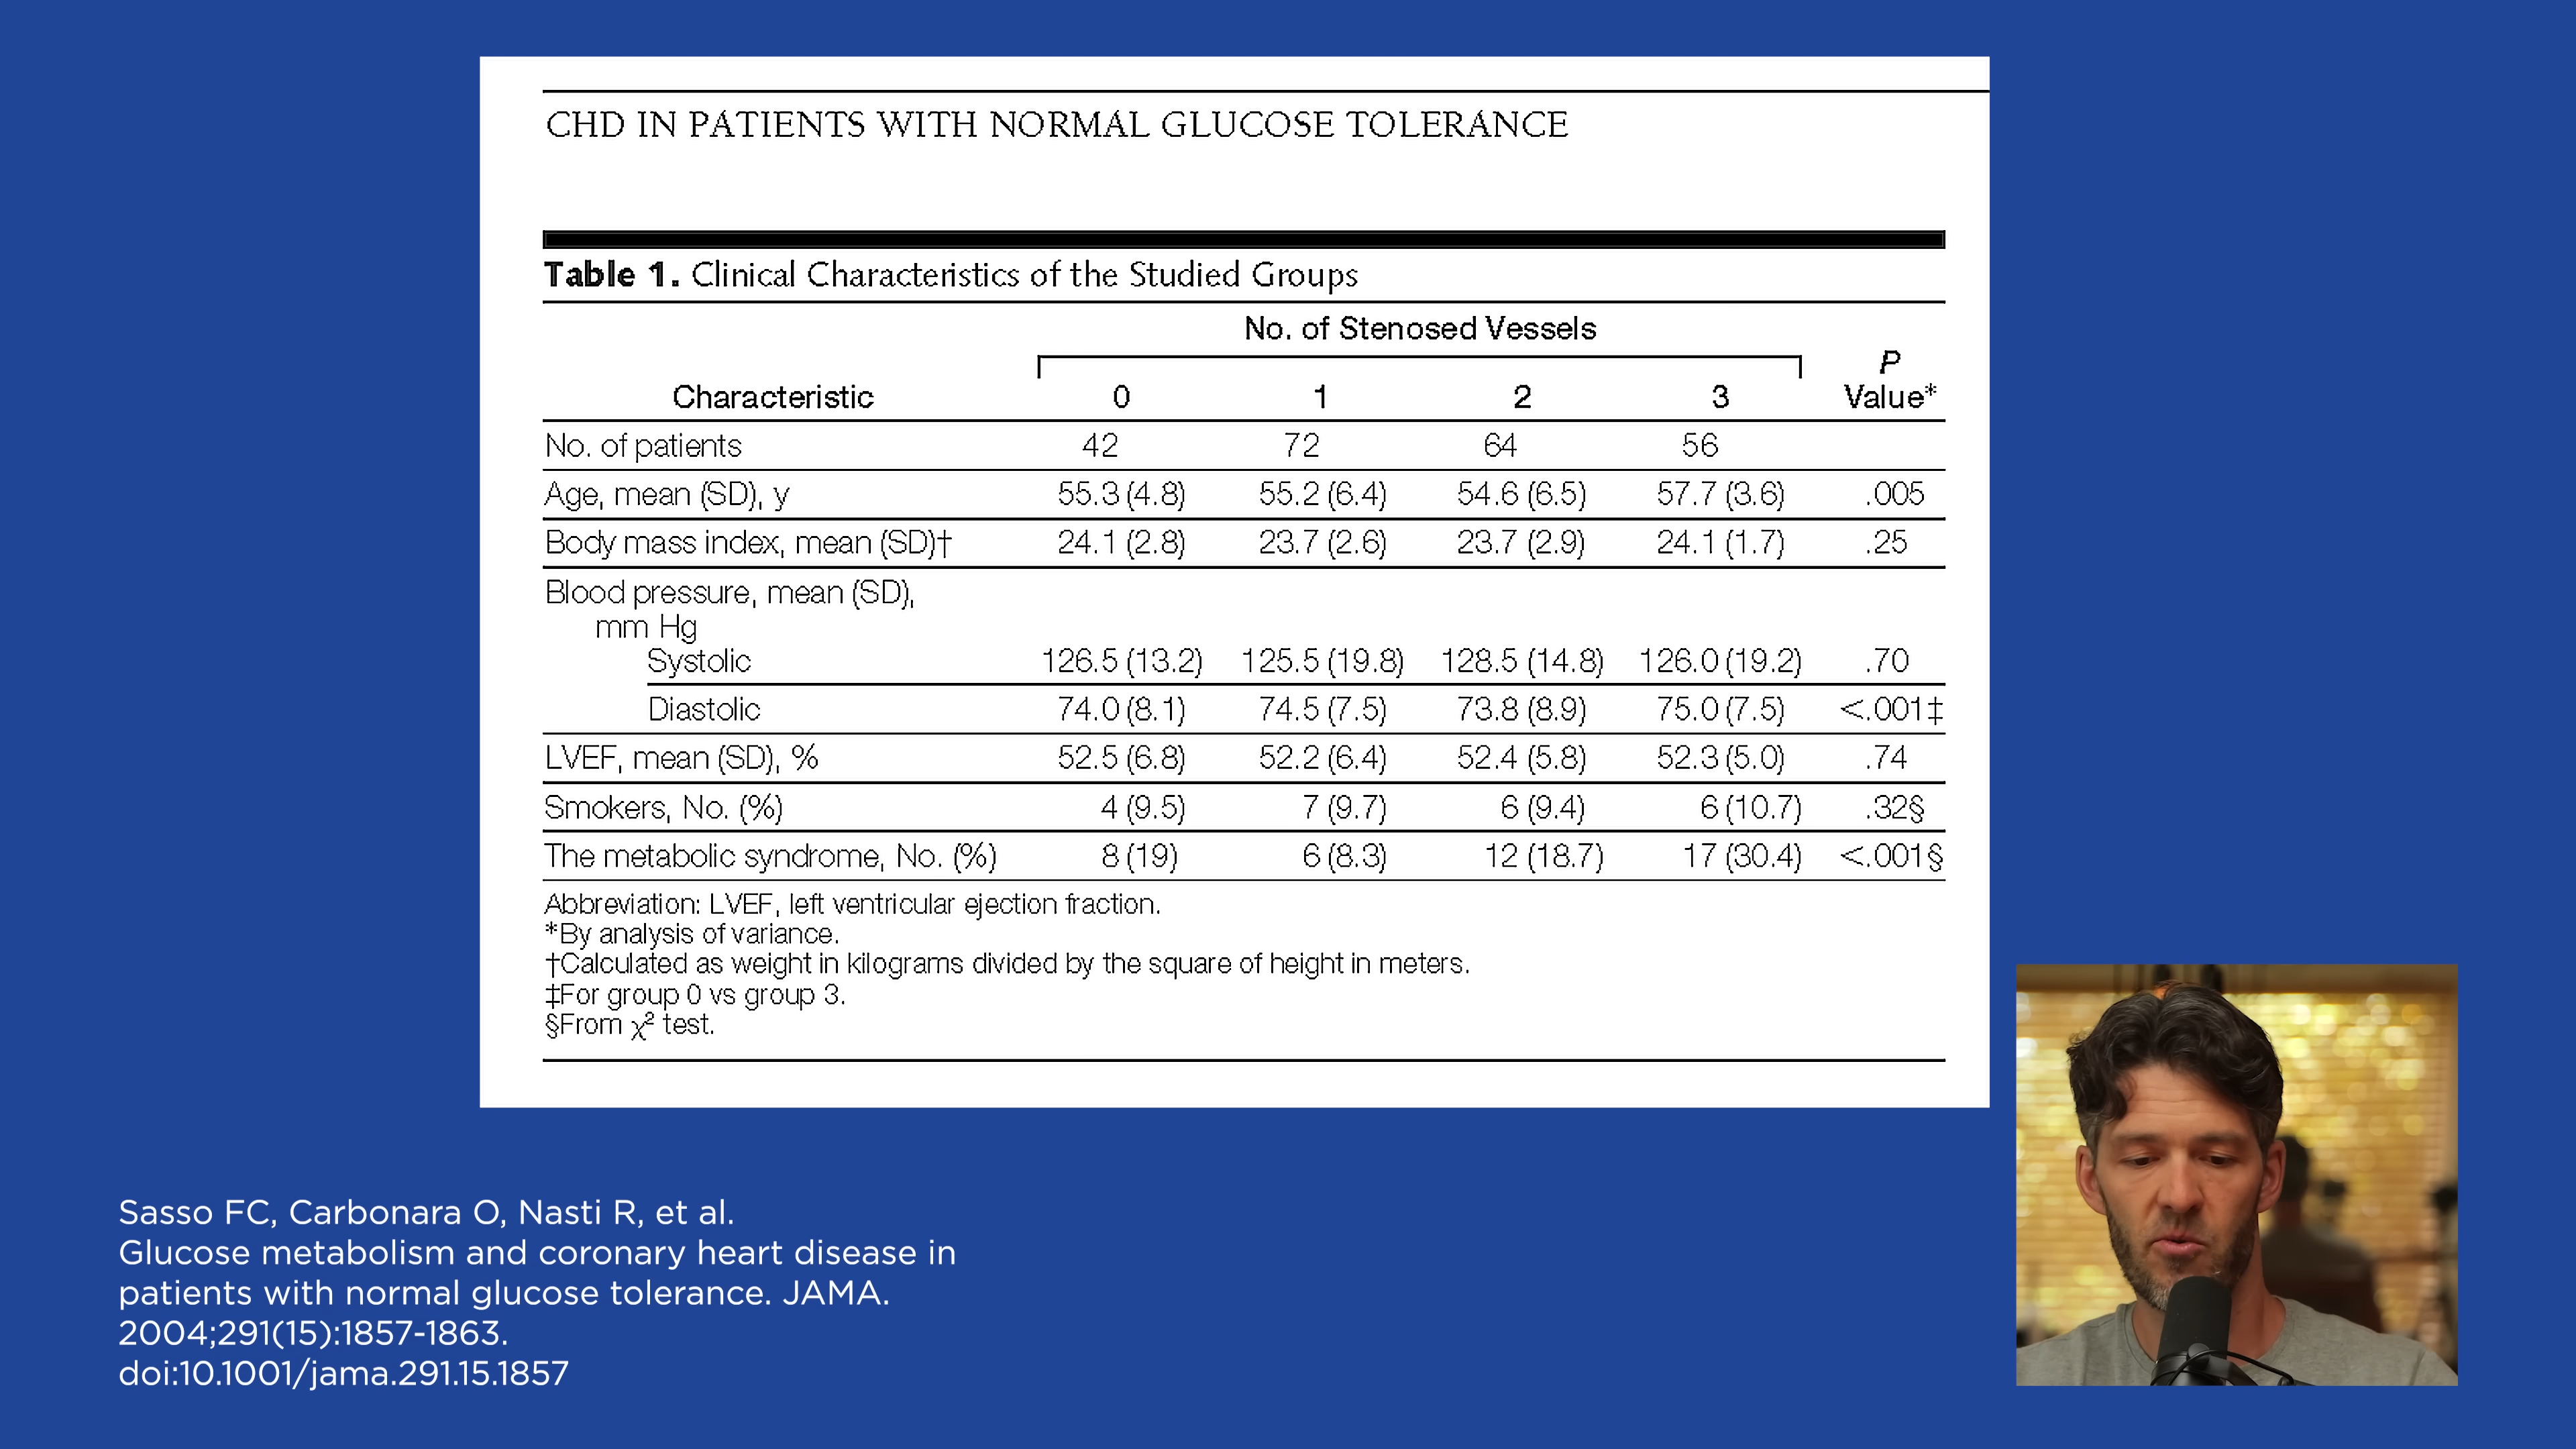 CHD IN PATIENTS WITH NORMAL GLUCOSE TOLERANCE
Table 1. Clinical Characteristics of the Studied Groups
No. of Stenosed Vessels
P
Characteristic 0 1 2 3 Value*
No. of patients 42 72 64 56
Age, mean (SD), y 55.3 (4.8) 55.2 (6.4) 54.6 (6.5) 57.7 (3.6) .005
Body mass index, mean (SD)† 24.1 (2.8) 23.7 (2.6) 23.7 (2.9) 24.1 (1.7) .25
Blood pressure, mean (SD),
mm Hg
Systolic 126.5 (13.2) 125.5 (19.8) 128.5 (14.8) 126.0 (19.2) .70
Diastolic 74.0 (8.1) 74.5 (7.5) 73.8 (8.9) 75.0 (7.5) <.001‡
LVEF, mean (SD), % 52.5 (6.8) 52.2 (6.4) 52.4 (5.8) 52.3 (5.0) .74
Smokers, No. (%) 4 (9.5) 7 (9.7) 6 (9.4) 6 (10.7) .32§
The metabolic syndrome, No. (%) 8 (19) 6 (8.3) 12 (18.7) 17 (30.4) <.001§
Abbreviation: LVEF, left ventricular ejection fraction.
*By analysis of variance.
†Calculated as weight in kilograms divided by the square of height in meters.
‡For group 0 vs group 3.
§From χ² test.
Sasso FC, Carbonara O, Nasti R, et al.
Glucose metabolism and coronary heart disease in
patients with normal glucose tolerance. JAMA.
2004;291(15):1857-1863.
doi:10.1001/jama.291.15.1857